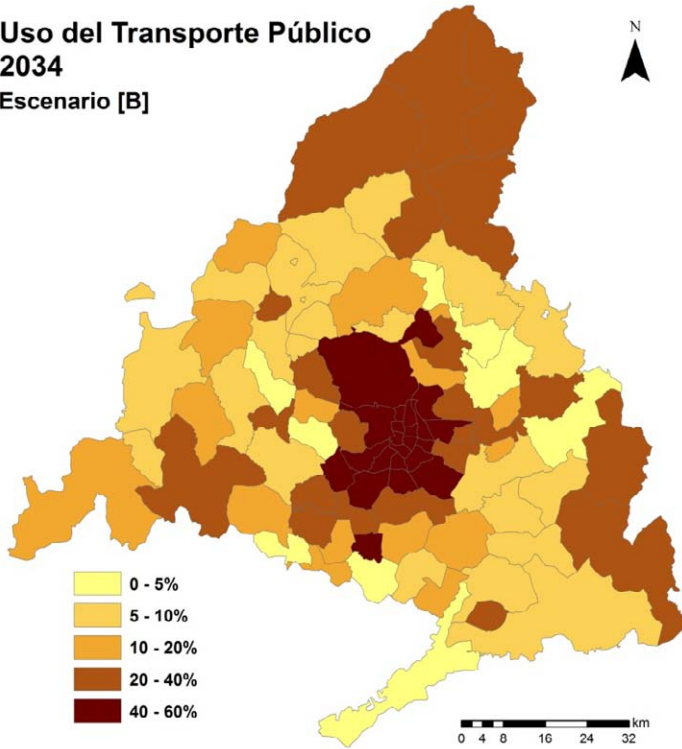 Uso del Transporte Público
2034
Escenario [B]
N
0 - 5%
5 - 10%
10 - 20%
20 - 40%
40 - 60%
km
0 4 8 16 24 32